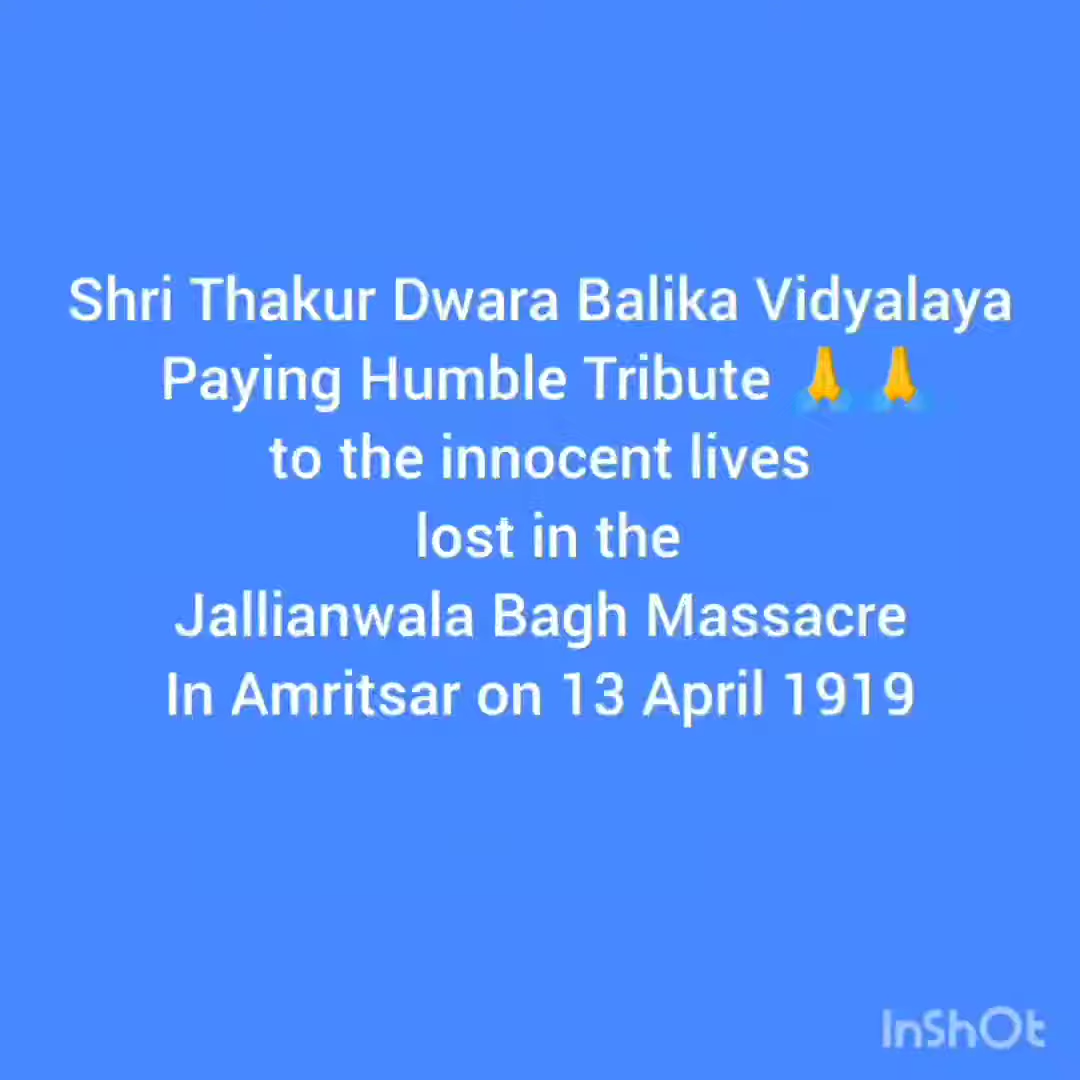 Shri Thakur Dwara Balika Vidyalaya
Paying Humble Tribute 🙏🙏
to the innocent lives
lost in the
Jallianwala Bagh Massacre
In Amritsar on 13 April 1919
InShOt